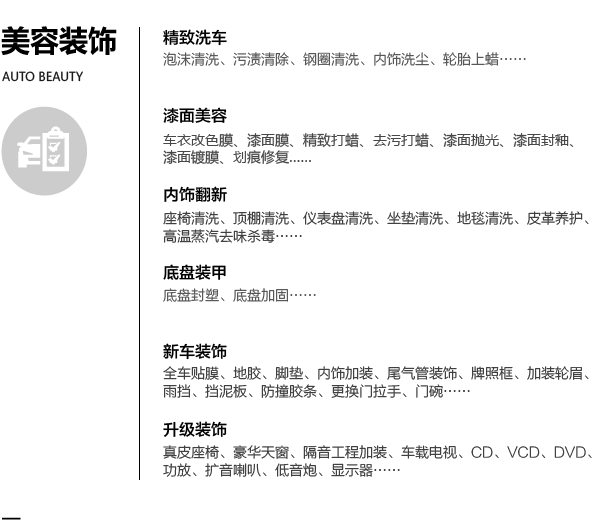 美容装饰
AUTO BEAUTY
精致洗车
泡沫清洗、污渍清除、钢圈清洗、内饰洗尘、轮胎上蜡……
漆面美容
车衣改色膜、漆面膜、精致打蜡、去污打蜡、漆面抛光、漆面封釉、
漆面镀膜、划痕修复......
内饰翻新
座椅清洗、顶棚清洗、仪表盘清洗、坐垫清洗、地毯清洗、皮革养护、
高温蒸汽去味杀毒……
底盘装甲
底盘封塑、底盘加固……
新车装饰
全车贴膜、地胶、脚垫、内饰加装、尾气管装饰、牌照框、加装轮眉、
雨挡、挡泥板、防撞胶条、更换门拉手、门碗……
升级装饰
真皮座椅、豪华天窗、隔音工程加装、车载电视、CD、VCD、DVD、
功放、扩音喇叭、低音炮、显示器……